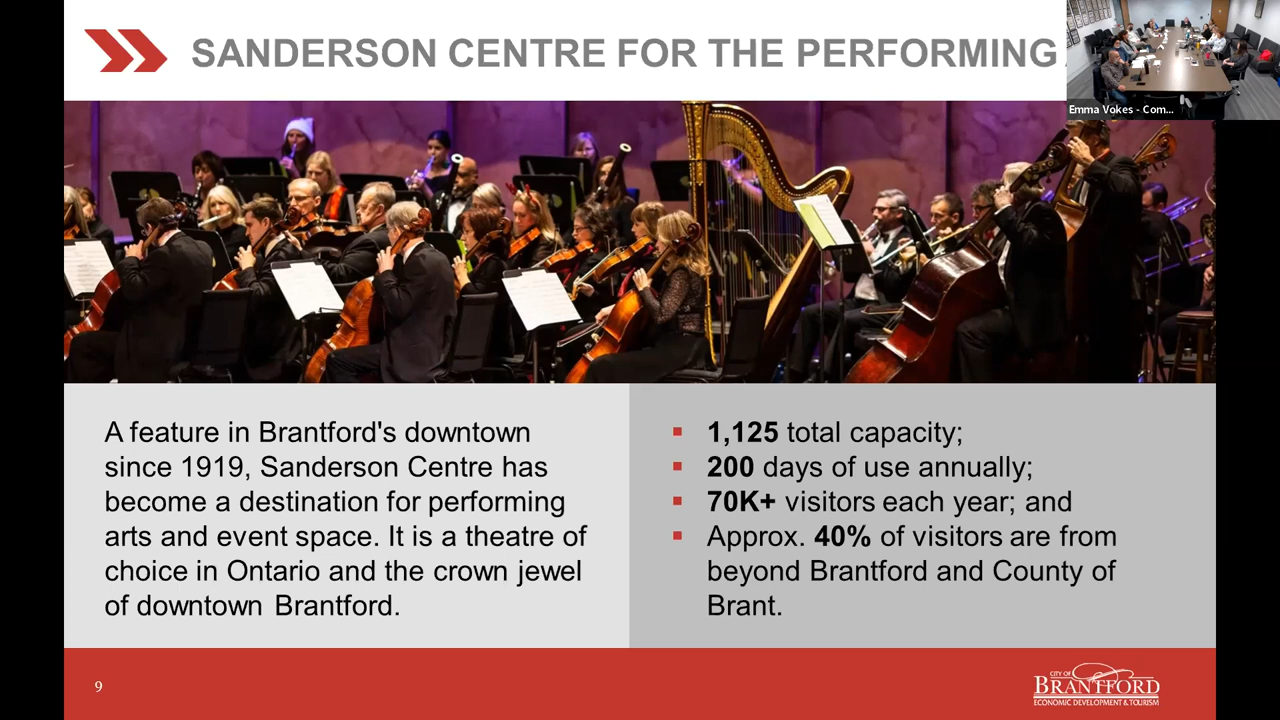 SANDERSON CENTRE FOR THE PERFORMING
Emma Vokes - Com...
A feature in Brantford's downtown
since 1919, Sanderson Centre has
become a destination for performing
arts and event space. It is a theatre of
choice in Ontario and the crown jewel
of downtown Brantford.
▪ 1,125 total capacity;
▪ 200 days of use annually;
▪ 70K+ visitors each year; and
▪ Approx. 40% of visitors are from
beyond Brantford and County of
Brant.
9
CITY OF
BRANTFORD
ECONOMIC DEVELOPMENT & TOURISM